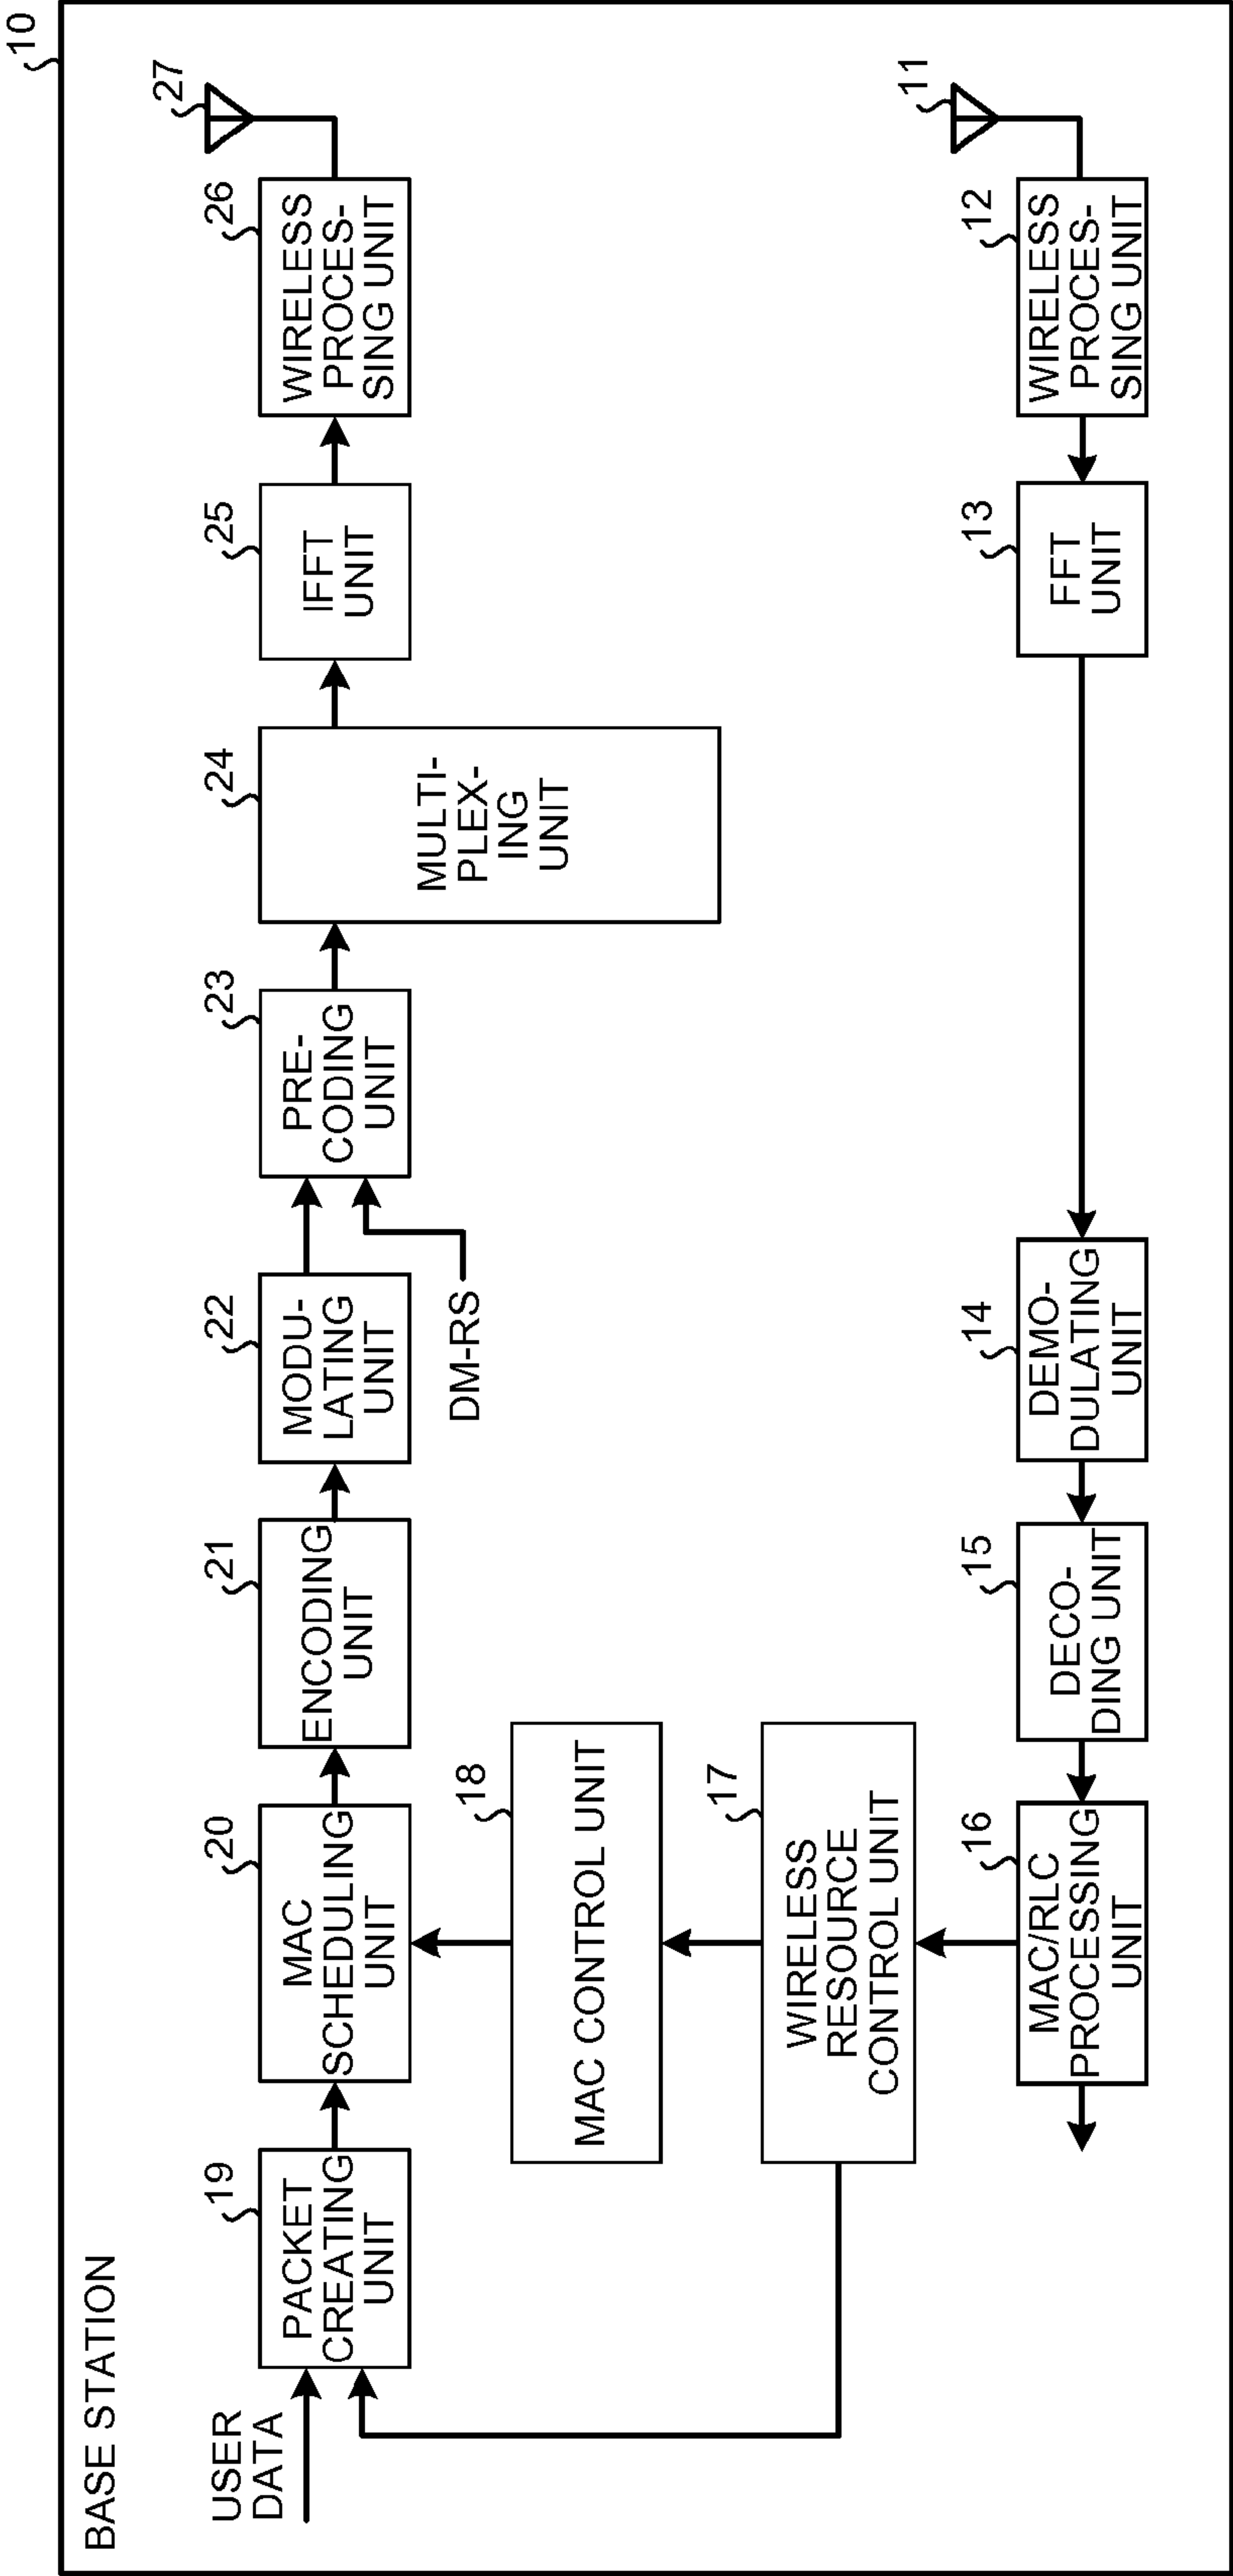 10
BASE STATION
USER
DATA
19
PACKET
CREATING
UNIT
20
MAC
SCHEDULING
UNIT
21
ENCODING
UNIT
22
MODU-
LATING
UNIT
DM-RS
23
PRE-
CODING
UNIT
24
MULTI-
PLEX-
ING
UNIT
25
IFFT
UNIT
26
WIRELESS
PROCES-
SING UNIT
27
18
MAC CONTROL UNIT
17
WIRELESS
RESOURCE
CONTROL UNIT
16
MAC/RLC
PROCESSING
UNIT
15
DECO-
DING UNIT
14
DEMO-
DULATING
UNIT
13
FFT
UNIT
12
WIRELESS
PROCES-
SING UNIT
11